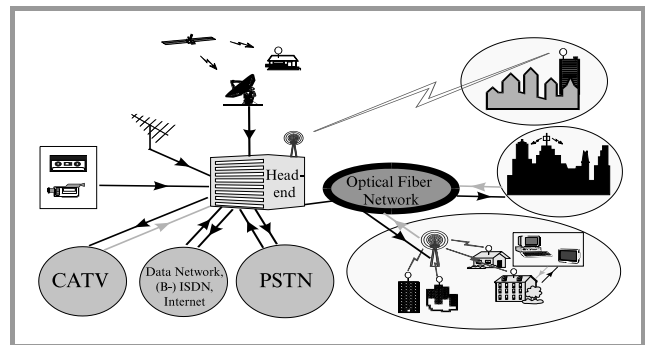 Head-
end
Optical Fiber
Network
CATV
Data Network,
(B-) ISDN,
Internet
PSTN